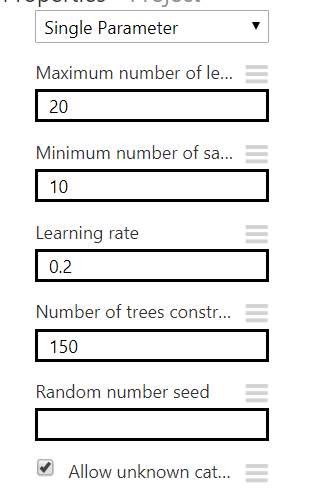 Properties Project
Single Parameter
Maximum number of le...
20
Minimum number of sa...
10
Learning rate
0.2
Number of trees constr...
150
Random number seed
Allow unknown cat...